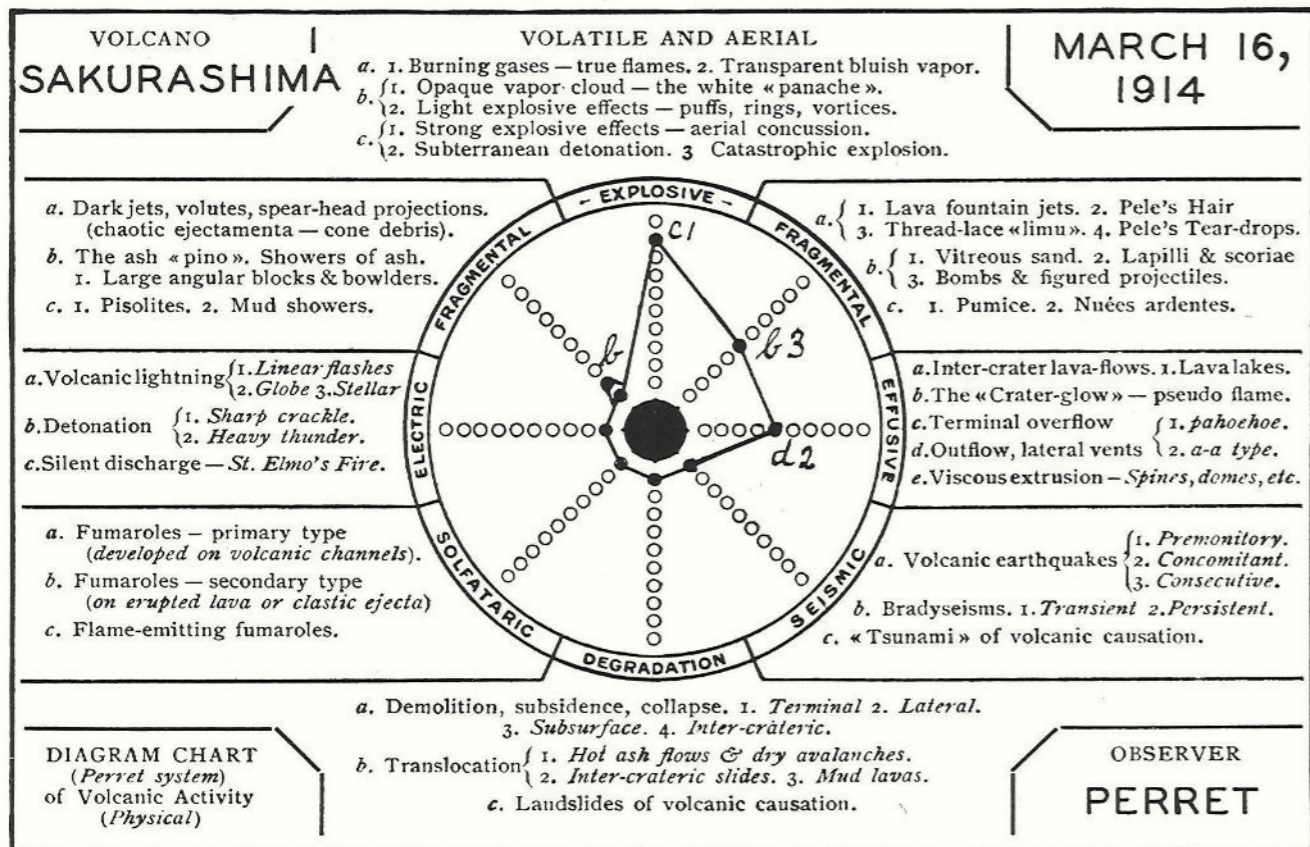 VOLCANO
SAKURASHIMA
VOLATILE AND AERIAL
a. 1. Burning gases — true flames. 2. Transparent bluish vapor.
b. 1. Opaque vapor cloud — the white « panache ».
2. Light explosive effects — puffs, rings, vortices.
c. 1. Strong explosive effects — aerial concussion.
2. Subterranean detonation. 3 Catastrophic explosion.
MARCH 16,
1914
a. Dark jets, volutes, spear-head projections.
(chaotic ejectamenta — cone debris).
b. The ash « pino ». Showers of ash.
1. Large angular blocks & bowlders.
c. 1. Pisolites. 2. Mud showers.
a. 1. Lava fountain jets. 2. Pele's Hair
3. Thread-lace «limu». 4. Pele's Tear-drops.
b. 1. Vitreous sand. 2. Lapilli & scoriae
3. Bombs & figured projectiles.
c. 1. Pumice. 2. Nuées ardentes.
- EXPLOSIVE -
FRAGMENTAL
FRAGMENTAL
ELECTRIC
EFFUSIVE
SOLFATARIC
SEISMIC
DEGRADATION
c1
b
b3
d2
a. Volcanic lightning 1. Linear flashes
2. Globe 3. Stellar
b. Detonation 1. Sharp crackle.
2. Heavy thunder.
c. Silent discharge — St. Elmo's Fire.
a. Inter-crater lava-flows. 1. Lava lakes.
b. The «Crater-glow» — pseudo flame.
c. Terminal overflow 1. pahoehoe.
d. Outflow, lateral vents 2. a-a type.
e. Viscous extrusion — Spines, domes, etc.
a. Fumaroles — primary type
(developed on volcanic channels).
b. Fumaroles — secondary type
(on erupted lava or clastic ejecta)
c. Flame-emitting fumaroles.
a. Volcanic earthquakes 1. Premonitory.
2. Concomitant.
3. Consecutive.
b. Bradyseisms. 1. Transient 2. Persistent.
c. « Tsunami » of volcanic causation.
a. Demolition, subsidence, collapse. 1. Terminal 2. Lateral.
3. Subsurface. 4. Inter-cràteric.
b. Translocation 1. Hot ash flows & dry avalanches.
2. Inter-crateric slides. 3. Mud lavas.
c. Landslides of volcanic causation.
DIAGRAM CHART
(Perret system)
of Volcanic Activity
(Physical)
OBSERVER
PERRET